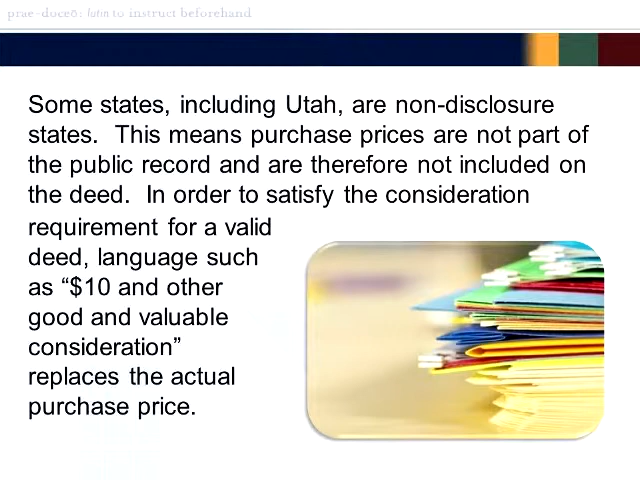 prae-doceō: latin to instruct beforehand
Some states, including Utah, are non-disclosure
states.  This means purchase prices are not part of
the public record and are therefore not included on
the deed.  In order to satisfy the consideration
requirement for a valid
deed, language such
as “$10 and other
good and valuable
consideration”
replaces the actual
purchase price.